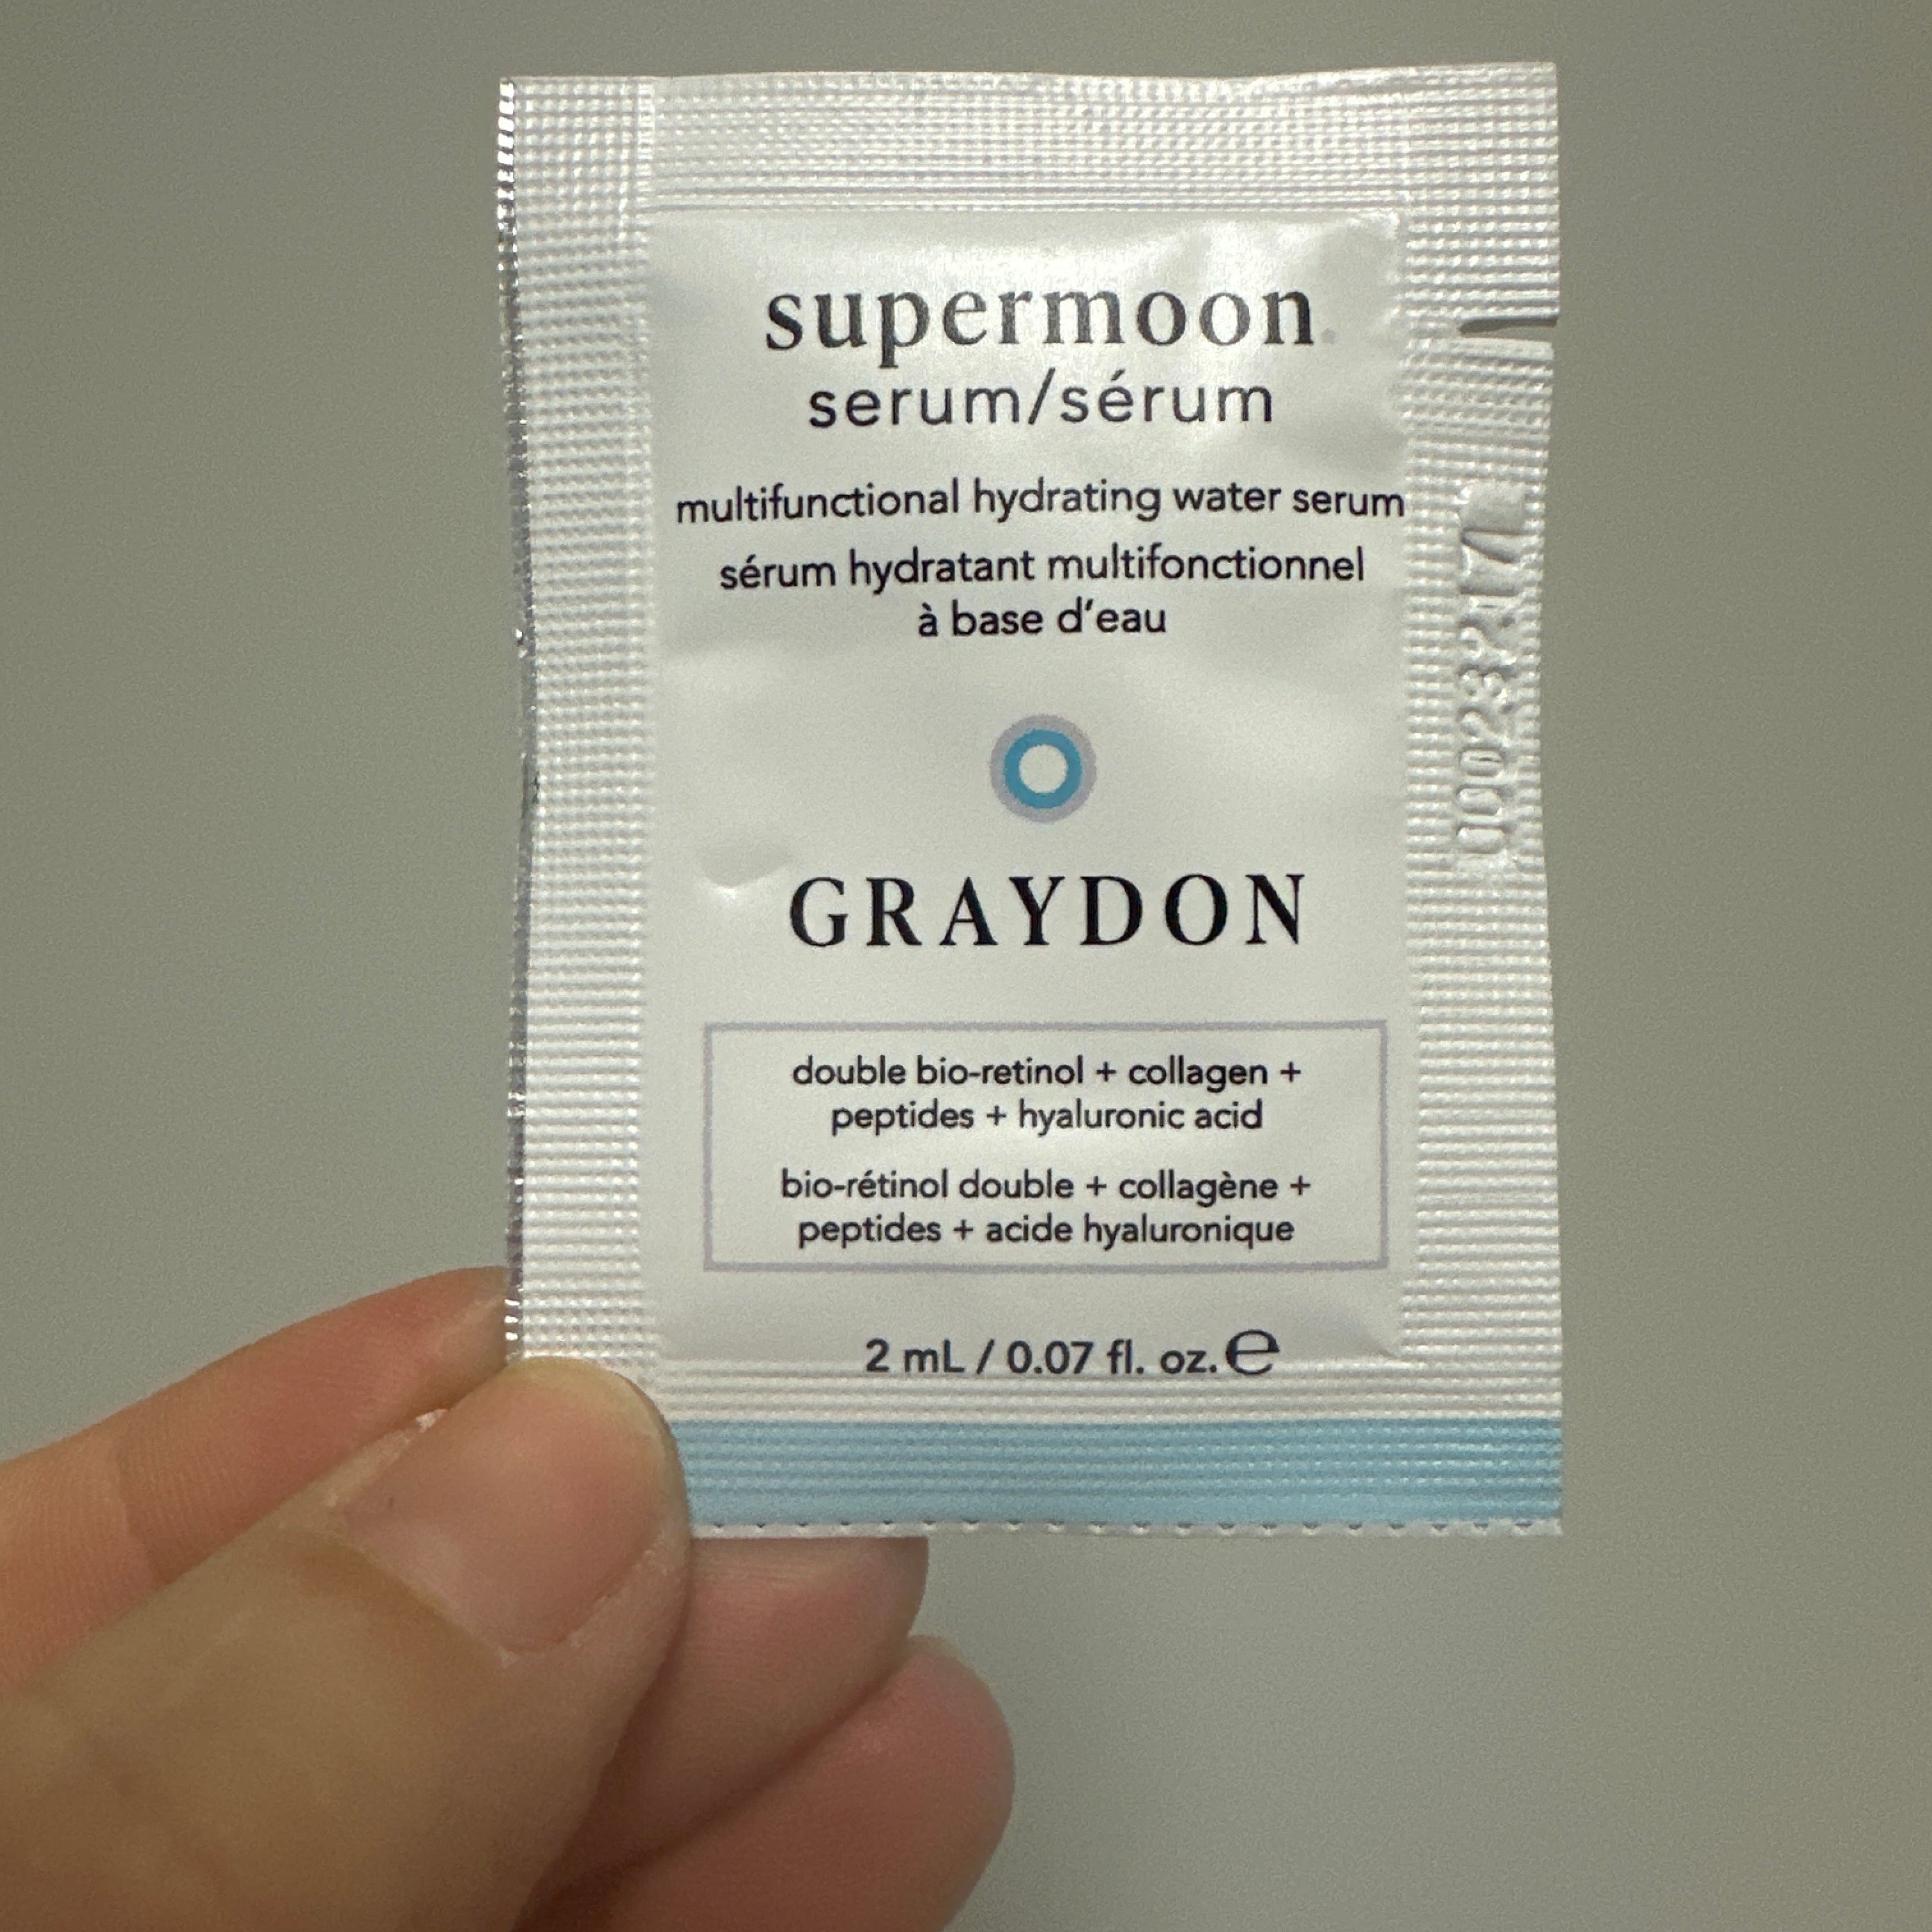 supermoon
serum/sérum
multifunctional hydrating water serum
sérum hydratant multifonctionnel
à base d'eau
GRAYDON
double bio-retinol + collagen +
peptides + hyaluronic acid
bio-rétinol double + collagène +
peptides + acide hyaluronique
2 mL / 0.07 fl. oz. ℮